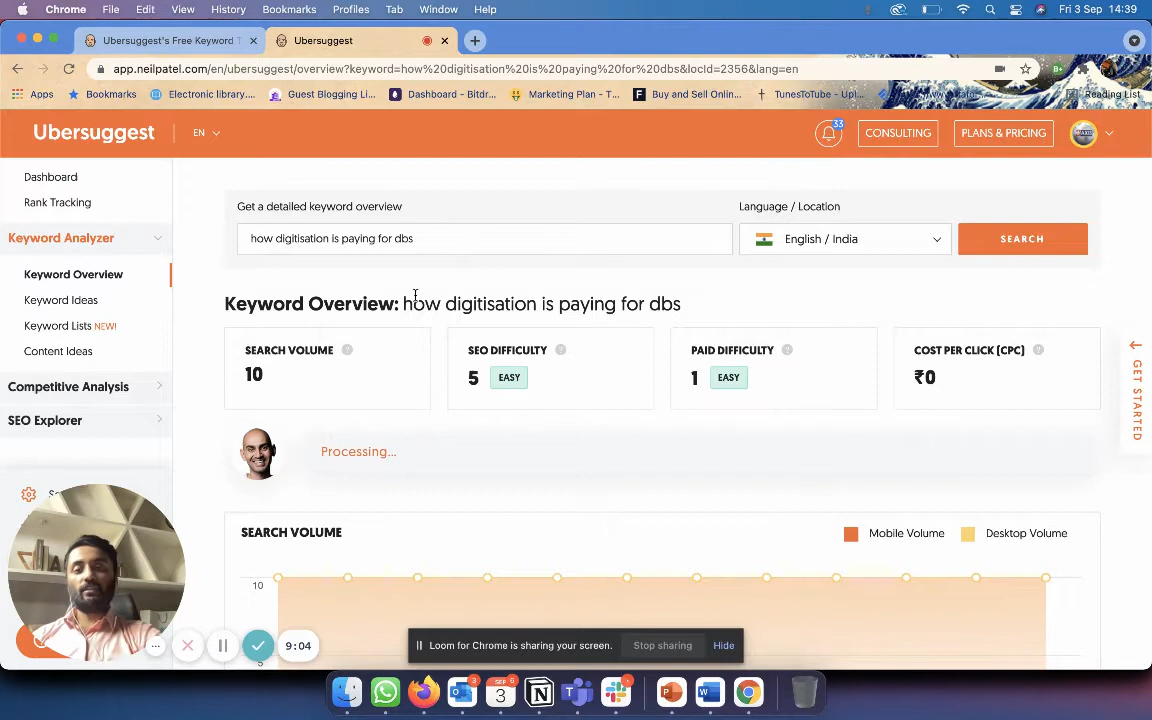 Chrome File Edit View History Bookmarks Profiles Tab Window Help Fri 3 Sep 14:39
Ubersuggest's Free Keyword T Ubersuggest
app.neilpatel.com/en/ubersuggest/overview?keyword=how%20digitisation%20is%20paying%20for%20dbs&locId=2356&lang=en
Apps Bookmarks Electronic library.... Guest Blogging Li... Dashboard - Bitdr... Marketing Plan - T... Buy and Sell Onlin... TunesToTube - Upl... Reading List
Ubersuggest EN 33 CONSULTING PLANS & PRICING
Dashboard
Rank Tracking
Keyword Analyzer
Keyword Overview
Keyword Ideas
Keyword Lists NEW!
Content Ideas
Competitive Analysis
SEO Explorer
Get a detailed keyword overview Language / Location
how digitisation is paying for dbs English / India SEARCH
Keyword Overview: how digitisation is paying for dbs
SEARCH VOLUME ? SEO DIFFICULTY ? PAID DIFFICULTY ? COST PER CLICK (CPC) ?
10 5 EASY 1 EASY ₹0
GET STARTED
Processing...
SEARCH VOLUME Mobile Volume Desktop Volume
10
5
9:04
Loom for Chrome is sharing your screen. Stop sharing Hide
3 SEP 3 6